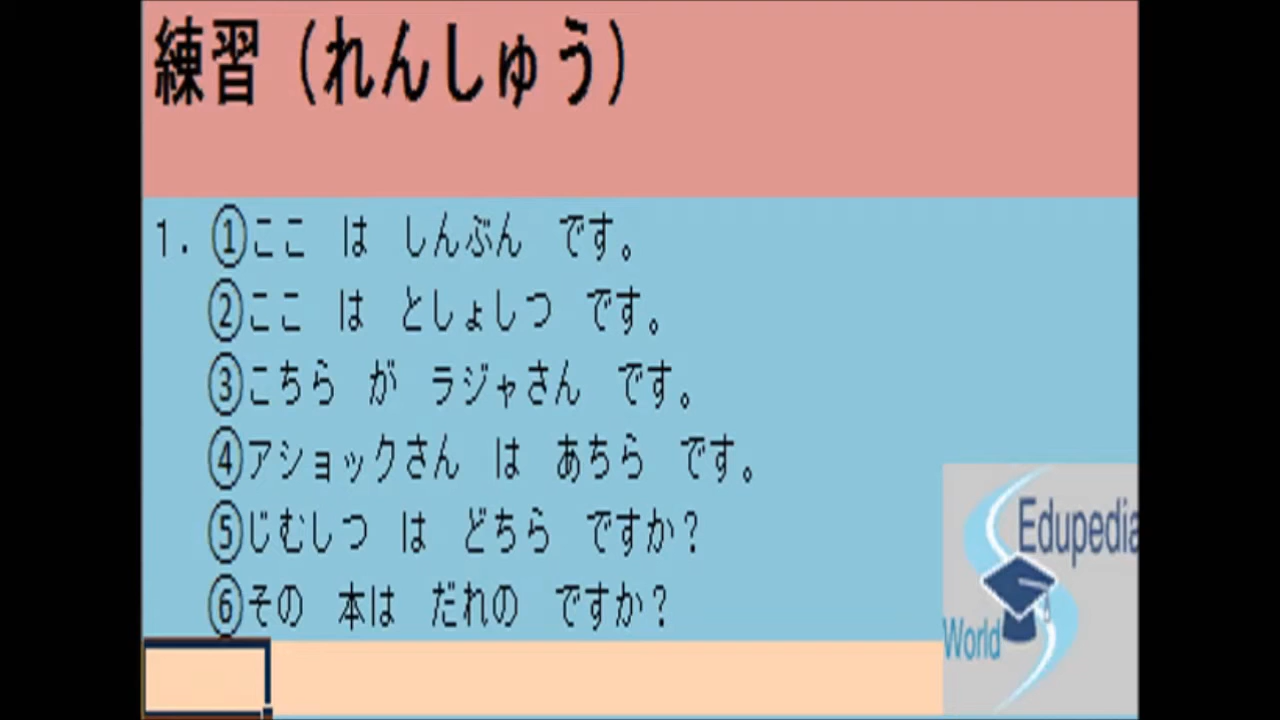 練習（れんしゅう）
1．①ここ　は　しんぶん　です。
②ここ　は　としょしつ　です。
③こちら　が　ラジャさん　です。
④アショックさん　は　あちら　です。
⑤じむしつ　は　どちら　ですか？
⑥その　本は　だれの　ですか？
Edupedia
World